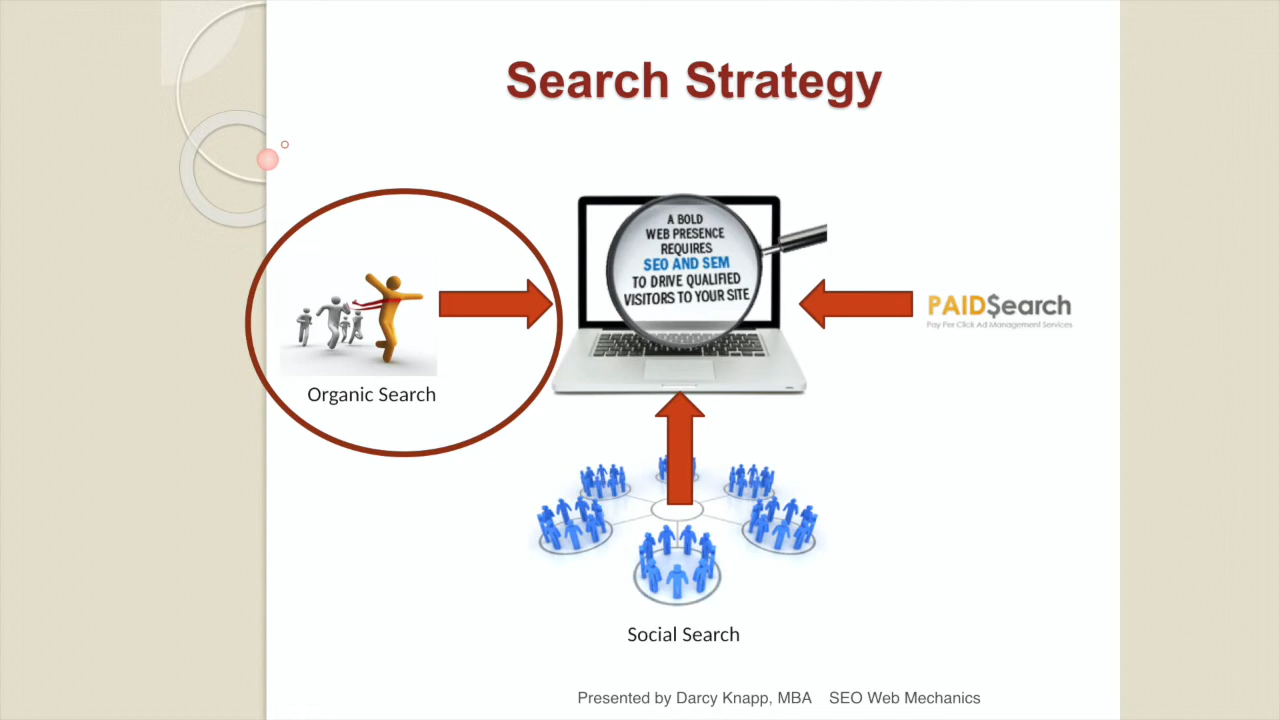 Search Strategy
A BOLD
WEB PRESENCE
REQUIRES
SEO AND SEM
TO DRIVE QUALIFIED
VISITORS TO YOUR SITE
PAID$earch
Pay Per Click Ad Management Services
Organic Search
Social Search
Presented by Darcy Knapp, MBA SEO Web Mechanics